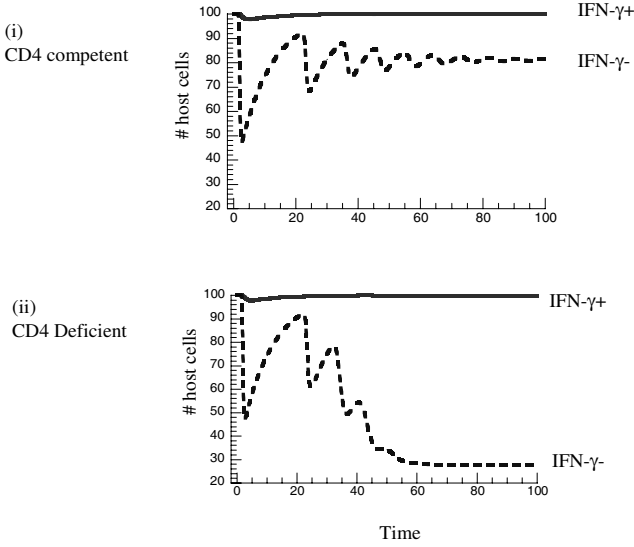 (i)
CD4 competent
# host cells
100
90
80
70
60
50
40
30
20
0
20
40
60
80
100
IFN-γ+
IFN-γ-
(ii)
CD4 Deficient
# host cells
100
90
80
70
60
50
40
30
20
0
20
40
60
80
100
IFN-γ+
IFN-γ-
Time